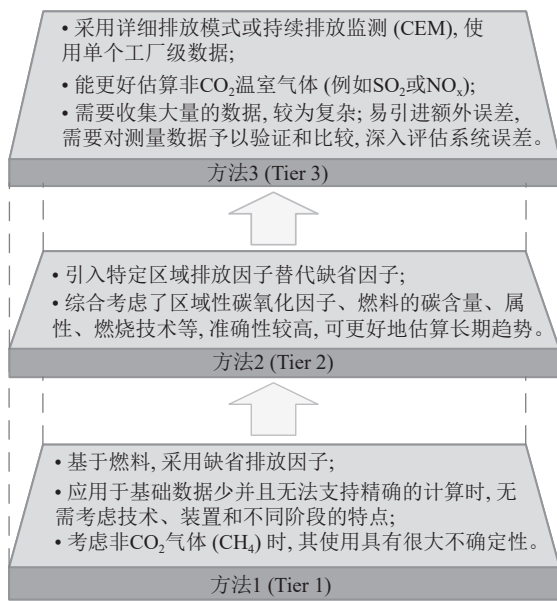 • 采用详细排放模式或持续排放监测 (CEM), 使
用单个工厂级数据;
• 能更好估算非CO₂温室气体 (例如SO₂或NOₓ);
• 需要收集大量的数据, 较为复杂; 易引进额外误差,
需要对测量数据予以验证和比较, 深入评估系统误差。
方法3 (Tier 3)
• 引入特定区域排放因子替代缺省因子;
• 综合考虑了区域性碳氧化因子、燃料的碳含量、属
性、燃烧技术等, 准确性较高, 可更好地估算长期趋势。
方法2 (Tier 2)
• 基于燃料, 采用缺省排放因子;
• 应用于基础数据少并且无法支持精确的计算时, 无
需考虑技术、装置和不同阶段的特点;
• 考虑非CO₂气体 (CH₄) 时, 其使用具有很大不确定性。
方法1 (Tier 1)